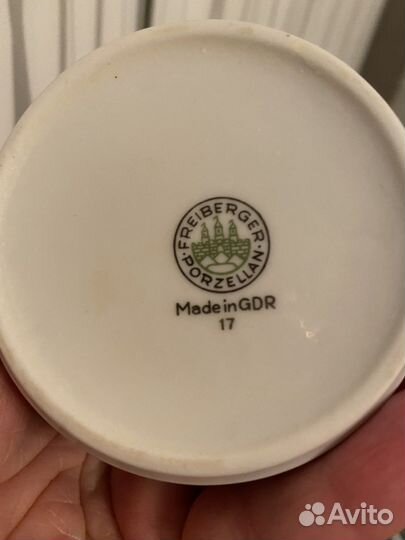 FREIBERGER
PORZELLAN
Made in GDR
17
Avito